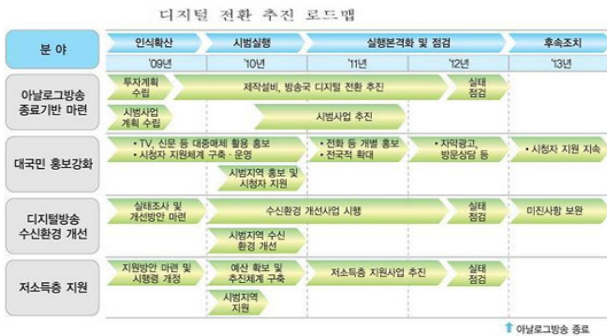 디지털 전환 추진 로드맵
분 야
인식확산
시범실행
실행본격화 및 점검
후속조치
'09년
'10년
'11년
'12년
'13년
아날로그방송
종료기반 마련
투자계획
수립
제작설비, 방송국 디지털 전환 추진
실태
점검
시범사업
계획 수립
시범사업 추진
대국민 홍보강화
• TV, 신문 등 대중매체 활용 홍보
• 시청자 지원체계 구축 · 운영
• 전화 등 개별 홍보
• 전국적 확대
• 자막광고,
방문상담 등
• 시청자 지원 지속
시범지역 홍보 및
시청자 지원
디지털방송
수신환경 개선
실태조사 및
개선방안 마련
수신환경 개선사업 시행
실태
점검
미진사항 보완
시범지역 수신
환경 개선
저소득층 지원
지원방안 마련 및
시행령 개정
예산 확보 및
추진체계 구축
저소득층 지원사업 추진
실태
점검
시범지역
지원
아날로그방송 종료